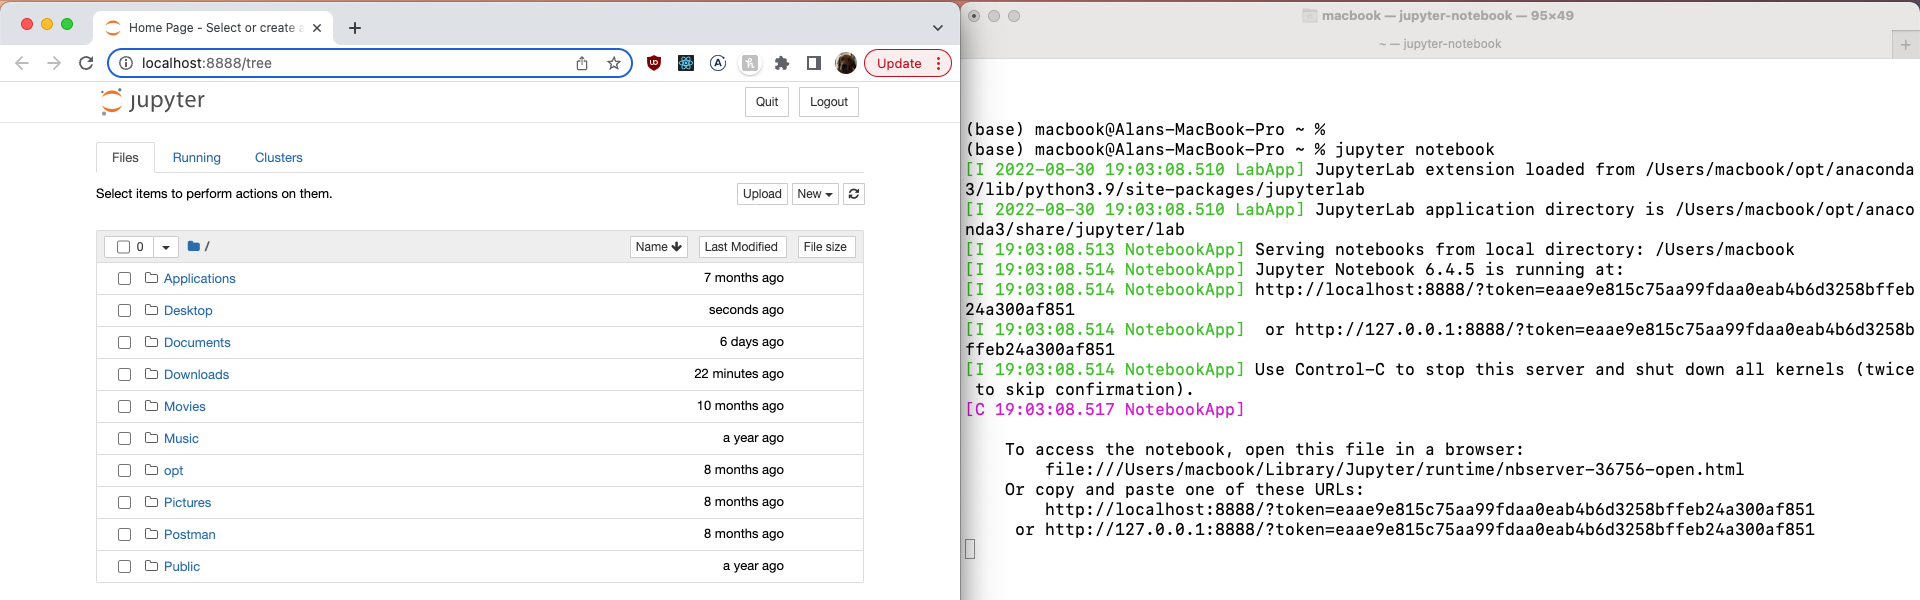 Home Page - Select or create a
localhost:8888/tree
Update
jupyter
Quit
Logout
Files
Running
Clusters
Select items to perform actions on them.
Upload
New
0
/
Name
Last Modified
File size
Applications 7 months ago
Desktop seconds ago
Documents 6 days ago
Downloads 22 minutes ago
Movies 10 months ago
Music a year ago
opt 8 months ago
Pictures 8 months ago
Postman 8 months ago
Public a year ago
macbook — jupyter-notebook — 95×49
~ — jupyter-notebook
(base) macbook@Alans-MacBook-Pro ~ %
(base) macbook@Alans-MacBook-Pro ~ % jupyter notebook
[I 2022-08-30 19:03:08.510 LabApp] JupyterLab extension loaded from /Users/macbook/opt/anaconda
3/lib/python3.9/site-packages/jupyterlab
[I 2022-08-30 19:03:08.510 LabApp] JupyterLab application directory is /Users/macbook/opt/anaco
nda3/share/jupyter/lab
[I 19:03:08.513 NotebookApp] Serving notebooks from local directory: /Users/macbook
[I 19:03:08.514 NotebookApp] Jupyter Notebook 6.4.5 is running at:
[I 19:03:08.514 NotebookApp] http://localhost:8888/?token=eaae9e815c75aa99fdaa0eab4b6d3258bffeb
24a300af851
[I 19:03:08.514 NotebookApp]  or http://127.0.0.1:8888/?token=eaae9e815c75aa99fdaa0eab4b6d3258b
ffeb24a300af851
[I 19:03:08.514 NotebookApp] Use Control-C to stop this server and shut down all kernels (twice
 to skip confirmation).
[C 19:03:08.517 NotebookApp]
To access the notebook, open this file in a browser:
file:///Users/macbook/Library/Jupyter/runtime/nbserver-36756-open.html
Or copy and paste one of these URLs:
http://localhost:8888/?token=eaae9e815c75aa99fdaa0eab4b6d3258bffeb24a300af851
or http://127.0.0.1:8888/?token=eaae9e815c75aa99fdaa0eab4b6d3258bffeb24a300af851